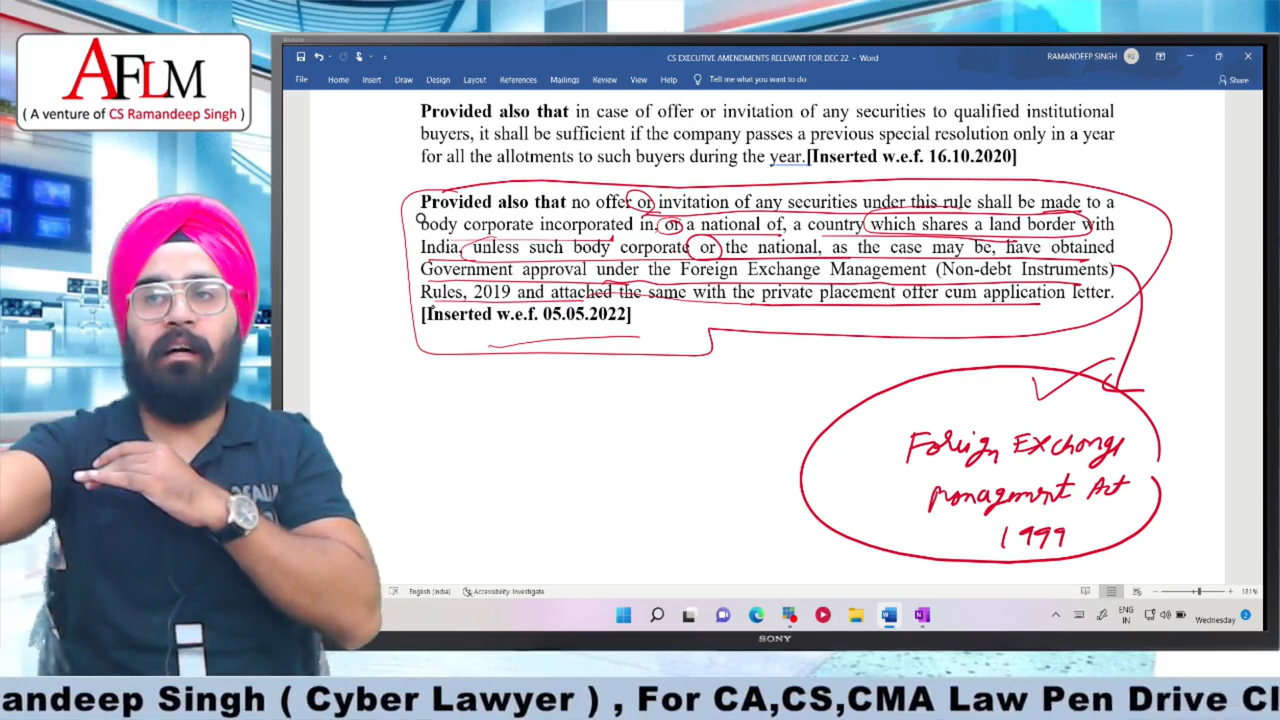 AFLM
( A venture of CS Ramandeep Singh )
CS EXECUTIVE AMENDMENTS RELEVANT FOR DEC 22 - Word
RAMANDEEP SINGH
File Home Insert Draw Design Layout References Mailings Review View Help Tell me what you want to do
Share
Provided also that in case of offer or invitation of any securities to qualified institutional
buyers, it shall be sufficient if the company passes a previous special resolution only in a year
for all the allotments to such buyers during the year.[Inserted w.e.f. 16.10.2020]
Provided also that no offer or invitation of any securities under this rule shall be made to a
body corporate incorporated in, or a national of, a country which shares a land border with
India, unless such body corporate or the national, as the case may be, have obtained
Government approval under the Foreign Exchange Management (Non-debt Instruments)
Rules, 2019 and attached the same with the private placement offer cum application letter.
[Inserted w.e.f. 05.05.2022]
Foreign Exchange
Management Act
1999
English (India) Accessibility: Investigate
181%
ENG
IN
Wednesday
2
SONY
andeep Singh ( Cyber Lawyer ) , For CA,CS,CMA Law Pen Drive Cl